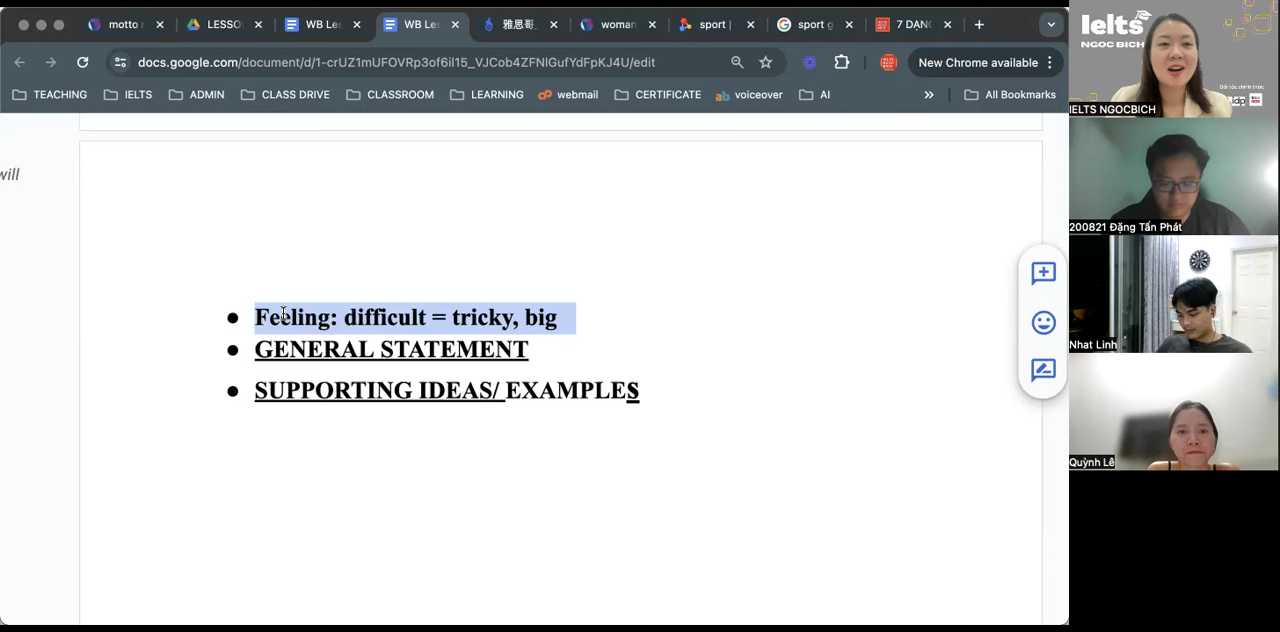 motto
LESSO
WB Le
WB Le
雅思哥
woman
sport |
sport g
7 DẠN
docs.google.com/document/d/1-crUZ1mUFOVRp3of6iI15_VJCob4ZFNlGufYdFpKJ4U/edit
New Chrome available
TEACHING
IELTS
ADMIN
CLASS DRIVE
CLASSROOM
LEARNING
webmail
CERTIFICATE
voiceover
AI
»
All Bookmarks
will
● Feeling: difficult = tricky, big
● GENERAL STATEMENT
● SUPPORTING IDEAS/ EXAMPLES
Ielts
NGOC BICH
idp
IELTS NGOCBICH
200821 Đặng Tấn Phát
Nhat Linh
Quỳnh Lê